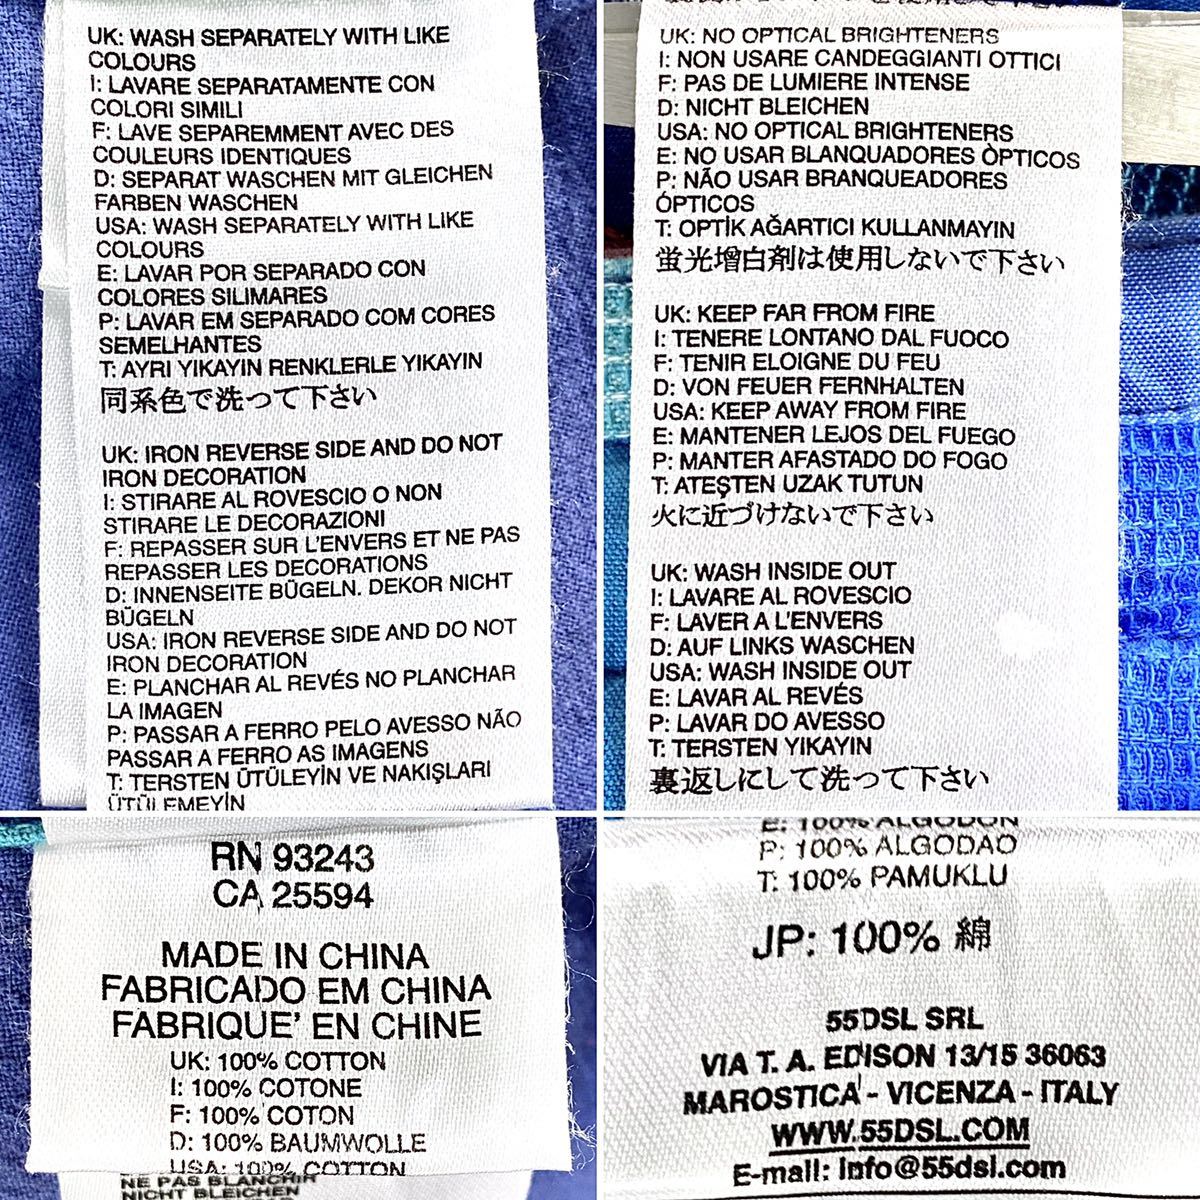 UK: WASH SEPARATELY WITH LIKE
COLOURS
I: LAVARE SEPARATAMENTE CON
COLORI SIMILI
F: LAVE SEPAREMMENT AVEC DES
COULEURS IDENTIQUES
D: SEPARAT WASCHEN MIT GLEICHEN
FARBEN WASCHEN
USA: WASH SEPARATELY WITH LIKE
COLOURS
E: LAVAR POR SEPARADO CON
COLORES SILIMARES
P: LAVAR EM SEPARADO COM CORES
SEMELHANTES
T: AYRI YIKAYIN RENKLERLE YIKAYIN
同系色で洗って下さい
UK: IRON REVERSE SIDE AND DO NOT
IRON DECORATION
I: STIRARE AL ROVESCIO O NON
STIRARE LE DECORAZIONI
F: REPASSER SUR L'ENVERS ET NE PAS
REPASSER LES DECORATIONS
D: INNENSEITE BÜGELN. DEKOR NICHT
BÜGELN
USA: IRON REVERSE SIDE AND DO NOT
IRON DECORATION
E: PLANCHAR AL REVÉS NO PLANCHAR
LA IMAGEN
P: PASSAR A FERRO PELO AVESSO NÃO
PASSAR A FERRO AS IMAGENS
T: TERSTEN ÜTÜLEYİN VE NAKIŞLARI
ÜTÜLEMEYİN
UK: NO OPTICAL BRIGHTENERS
I: NON USARE CANDEGGIANTI OTTICI
F: PAS DE LUMIERE INTENSE
D: NICHT BLEICHEN
USA: NO OPTICAL BRIGHTENERS
E: NO USAR BLANQUADORES ÒPTICOS
P: NÃO USAR BRANQUEADORES
ÓPTICOS
T: OPTİK AĞARTICI KULLANMAYIN
蛍光増白剤は使用しないで下さい
UK: KEEP FAR FROM FIRE
I: TENERE LONTANO DAL FUOCO
F: TENIR ELOIGNE DU FEU
D: VON FEUER FERNHALTEN
USA: KEEP AWAY FROM FIRE
E: MANTENER LEJOS DEL FUEGO
P: MANTER AFASTADO DO FOGO
T: ATEŞTEN UZAK TUTUN
火に近づけないで下さい
UK: WASH INSIDE OUT
I: LAVARE AL ROVESCIO
F: LAVER A L'ENVERS
D: AUF LINKS WASCHEN
USA: WASH INSIDE OUT
E: LAVAR AL REVÉS
P: LAVAR DO AVESSO
T: TERSTEN YIKAYIN
裏返しにして洗って下さい
RN 93243
CA 25594
MADE IN CHINA
FABRICADO EM CHINA
FABRIQUE' EN CHINE
UK: 100% COTTON
I: 100% COTONE
F: 100% COTON
D: 100% BAUMWOLLE
USA: 100% COTTON
NE PAS BLANCHIR
NICHT BLEICHEN
E: 100% ALGODON
P: 100% ALGODAO
T: 100% PAMUKLU
JP: 100% 綿
55DSL SRL
VIA T. A. EDISON 13/15 36063
MAROSTICA - VICENZA - ITALY
WWW.55DSL.COM
E-mail: info@55dsl.com